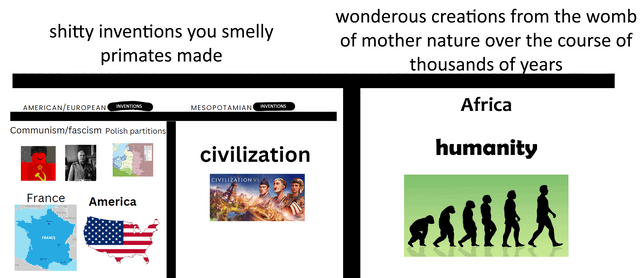 shitty inventions you smelly
primates made
wonderous creations from the womb
of mother nature over the course of
thousands of years
AMERICAN/EUROPEAN INVENTIONS
MESOPOTAMIAN INVENTIONS
Africa
Communism/fascism
Polish partitions
civilization
humanity
CIVILIZATION VI
France
America
FRANCE